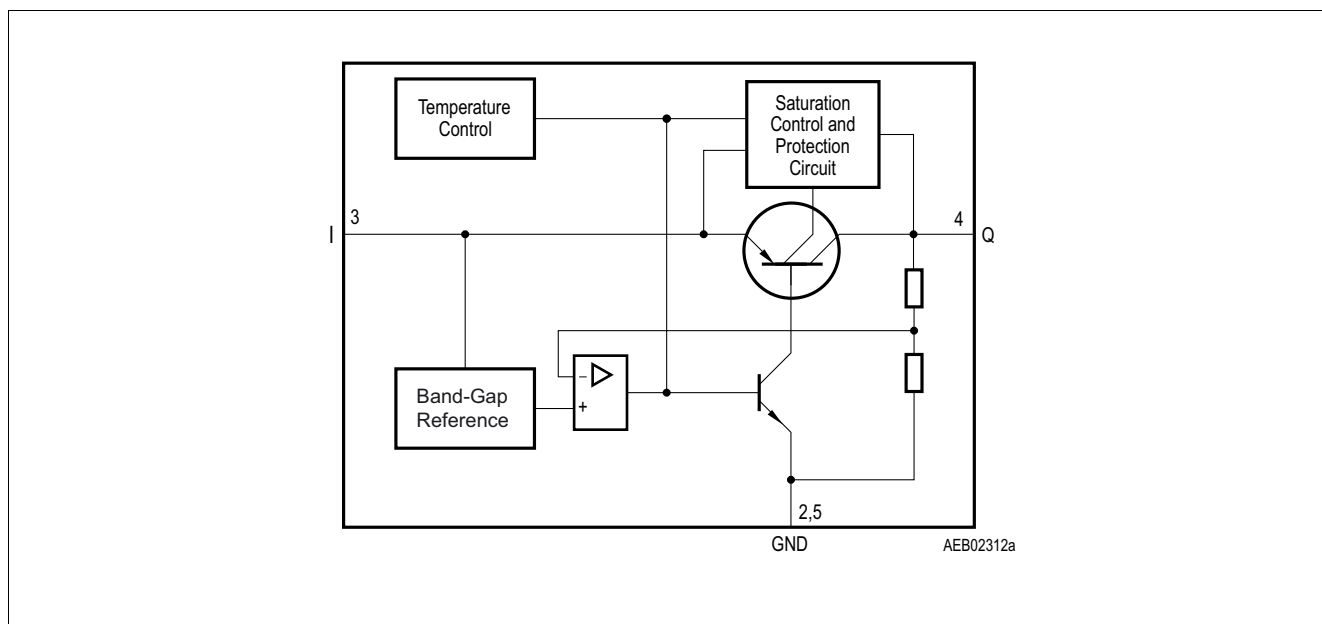 Temperature
Control
Saturation
Control and
Protection
Circuit
3
4
I
Q
Band-Gap
Reference
−
+
2,5
GND
AEB02312a